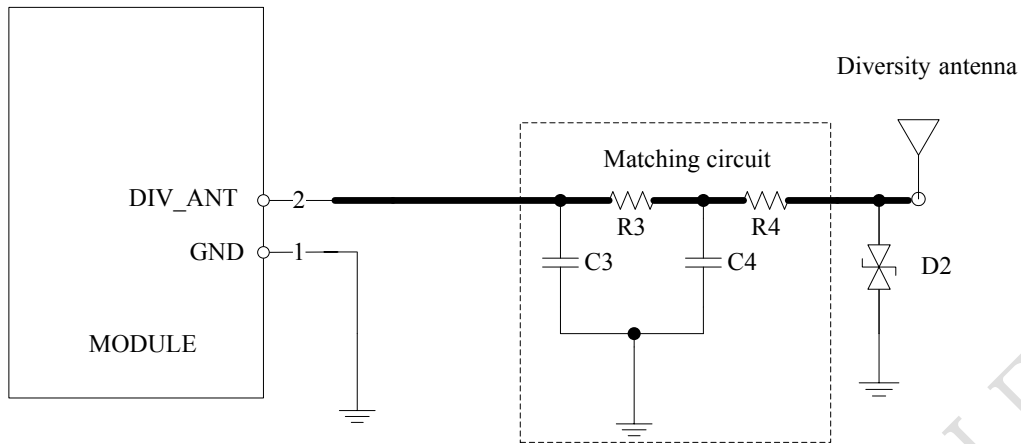 Diversity antenna
Matching circuit
DIV_ANT
2
R3
R4
GND
1
C3
C4
D2
MODULE